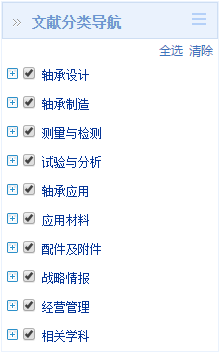 文献分类导航
全选 清除
轴承设计
轴承制造
测量与检测
试验与分析
轴承应用
应用材料
配件及附件
战略情报
经营管理
相关学科